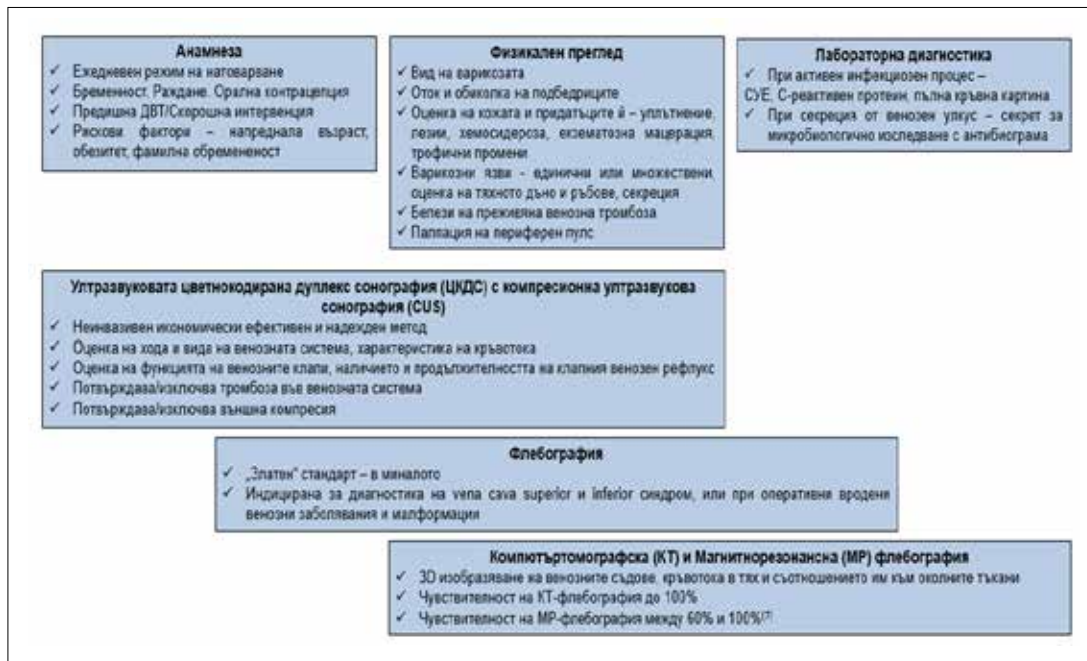 Анамнеза
✓ Ежедневен режим на натоварване
✓ Бременност. Раждане. Орална контрацепция
✓ Предишна ДВТ/Скорошна интервенция
✓ Рискови фактори – напреднала възраст,
обезитет, фамилна обремененост
Физикален преглед
✓ Вид на варикозата
✓ Оток и обиколка на подбедриците
✓ Оценка на кожата и придатъците й – уплътнение,
лезии, хемосидероза, екзематозна мацерация,
трофични промени
✓ Варикозни язви - единични или множествени,
оценка на тяхното дъно и ръбове, секреция
✓ Белези на преживяна венозна тромбоза
✓ Палпация на периферен пулс
Лабораторна диагностика
✓ При активен инфекциозен процес –
СУЕ, С-реактивен протеин, пълна кръвна картина
✓ При секреция от венозен улкус – секрет за
микробиологично изследване с антибиограма
Ултразвуковата цветнокодирана дуплекс сонография (ЦКДС) с компресионна ултразвукова
сонография (CUS)
✓ Неинвазивен икономически ефективен и надежден метод
✓ Оценка на хода и вида на венозната система, характеристика на кръвотока
✓ Оценка на функцията на венозните клапи, наличието и продължителността на клапния венозен рефлукс
✓ Потвърждава/изключва тромбоза във венозната система
✓ Потвърждава/изключва външна компресия
Флебография
✓ „Златен“ стандарт – в миналото
✓ Индицирана за диагностика на vena cava superior и inferior синдром, или при оперативни вродени
венозни заболявания и малформации
Компютъртомографска (КТ) и Магнитнорезонансна (МР) флебография
✓ 3D изобразяване на венозните съдове, кръвотока в тях и съотношението им към околните тъкани
✓ Чувствителност на КТ-флебография до 100%
✓ Чувствителност на МР-флебография между 60% и 100%